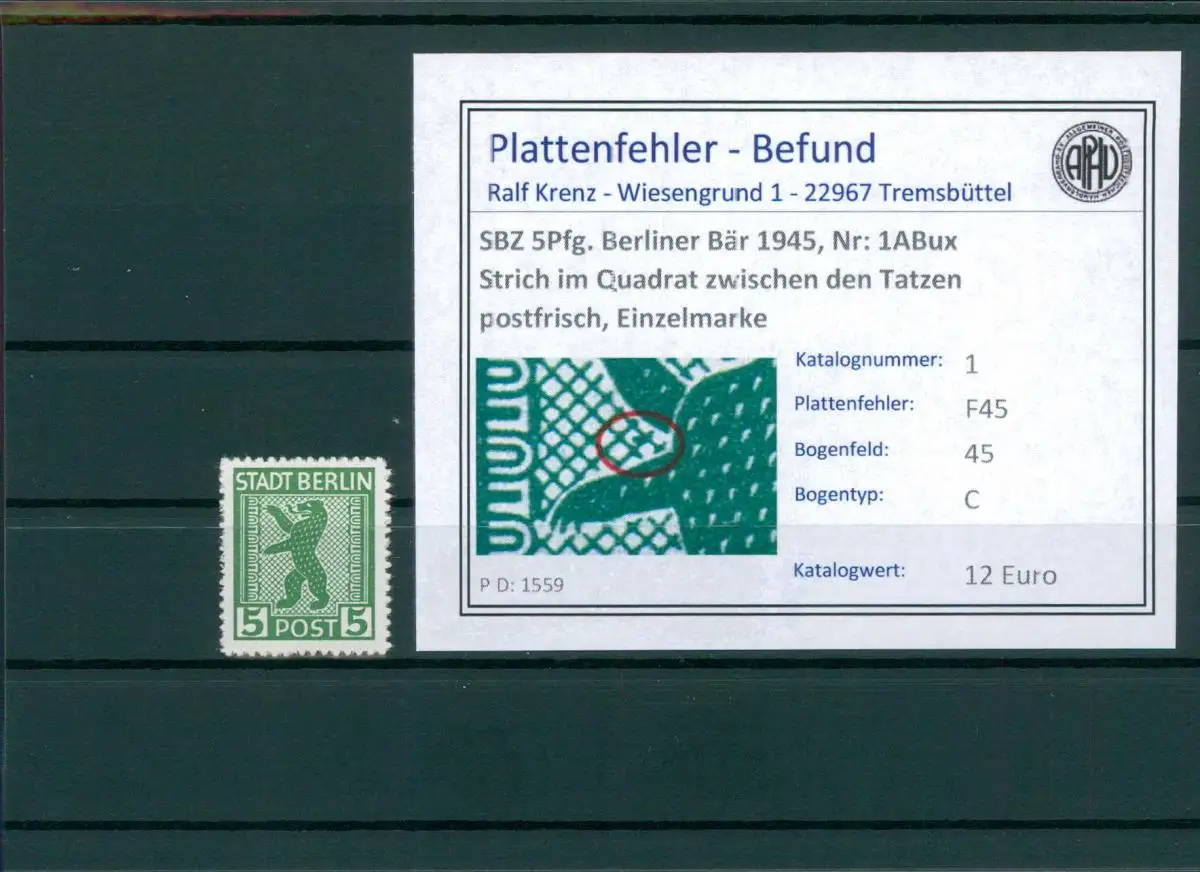 STADT BERLIN
5 POST 5
Plattenfehler - Befund
Ralf Krenz - Wiesengrund 1 - 22967 Tremsbüttel
APHV
SBZ 5Pfg. Berliner Bär 1945, Nr: 1ABux
Strich im Quadrat zwischen den Tatzen
postfrisch, Einzelmarke
Katalognummer: 1
Plattenfehler: F45
Bogenfeld: 45
Bogentyp: C
Katalogwert: 12 Euro
P D: 1559